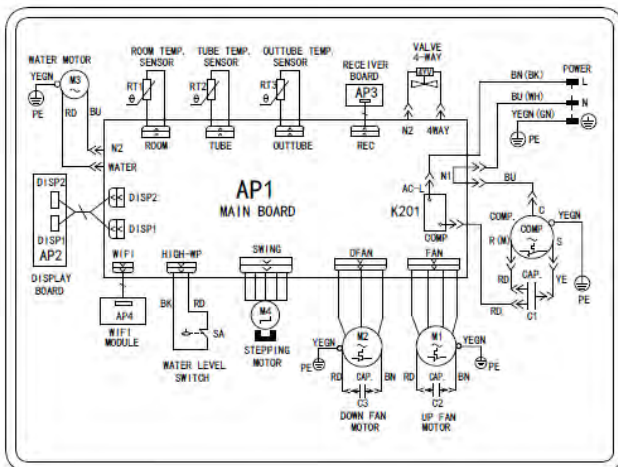 WATER MOTOR
ROOM TEMP. SENSOR
TUBE TEMP. SENSOR
OUTTUBE TEMP. SENSOR
RECEIVER BOARD
VALVE 4-WAY
POWER
YEGN
M3
PE
RD
BU
RT1
θ
RT2
θ
RT3
θ
AP3
4YV
BN(BK)
L
BU(WH)
N
YEGN(GN)
PE
ROOM
TUBE
OUTTUBE
REC
N2
4WAY
N2
WATER
AP1
MAIN BOARD
AC-L
K201
COMP
N1
BU
DISP2
DISP1
AP2
DISPLAY BOARD
DISP2
DISP1
COMP.
C
COMP
YEGN
R(M)
S
RD
CAP.
YE
C1
RD
PE
WIFI
HIGH-WP
SWING
DFAN
FAN
AP4
WIFI MODULE
BK
RD
SA
WATER LEVEL SWITCH
M4
STEPPING MOTOR
YEGN
PE
M2
RD
CAP.
BN
C3
DOWN FAN MOTOR
M1
YEGN
PE
RD
CAP.
BN
C2
UP FAN MOTOR